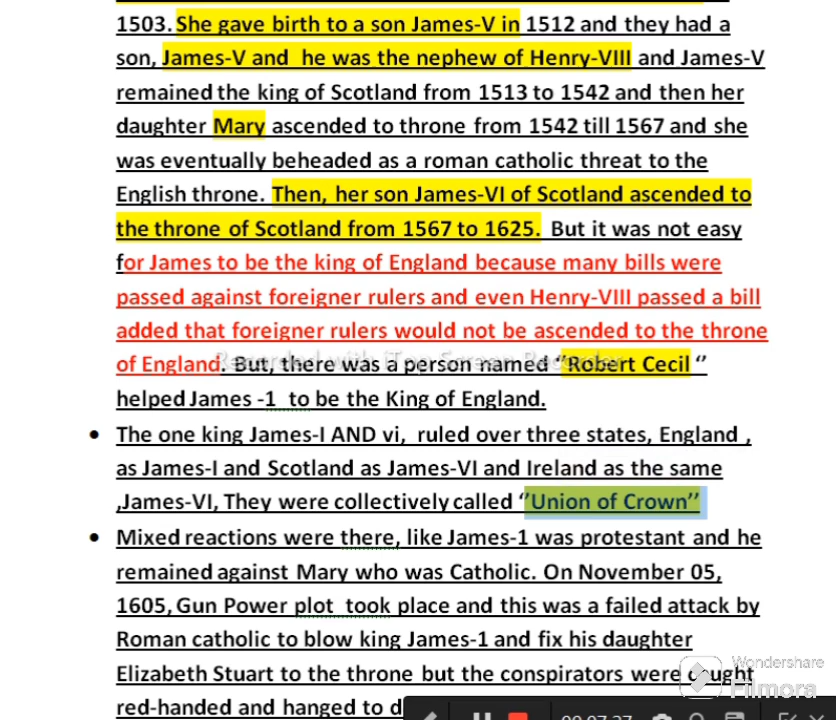 1503. She gave birth to a son James-V in 1512 and they had a
son, James-V and he was the nephew of Henry-VIII and James-V
remained the king of Scotland from 1513 to 1542 and then her
daughter Mary ascended to throne from 1542 till 1567 and she
was eventually beheaded as a roman catholic threat to the
English throne. Then, her son James-VI of Scotland ascended to
the throne of Scotland from 1567 to 1625. But it was not easy
for James to be the king of England because many bills were
passed against foreigner rulers and even Henry-VIII passed a bill
added that foreigner rulers would not be ascended to the throne
of England. But, there was a person named ‘’Robert Cecil ‘’
Recorded with iTop Screen Recorder
helped James -1 to be the King of England.
• The one king James-I AND vi, ruled over three states, England ,
as James-I and Scotland as James-VI and Ireland as the same
,James-VI, They were collectively called ‘’Union of Crown’’
• Mixed reactions were there, like James-1 was protestant and he
remained against Mary who was Catholic. On November 05,
1605, Gun Power plot took place and this was a failed attack by
Roman catholic to blow king James-1 and fix his daughter
Elizabeth Stuart to the throne but the conspirators were caught
Wondershare
Filmora
red-handed and hanged to d